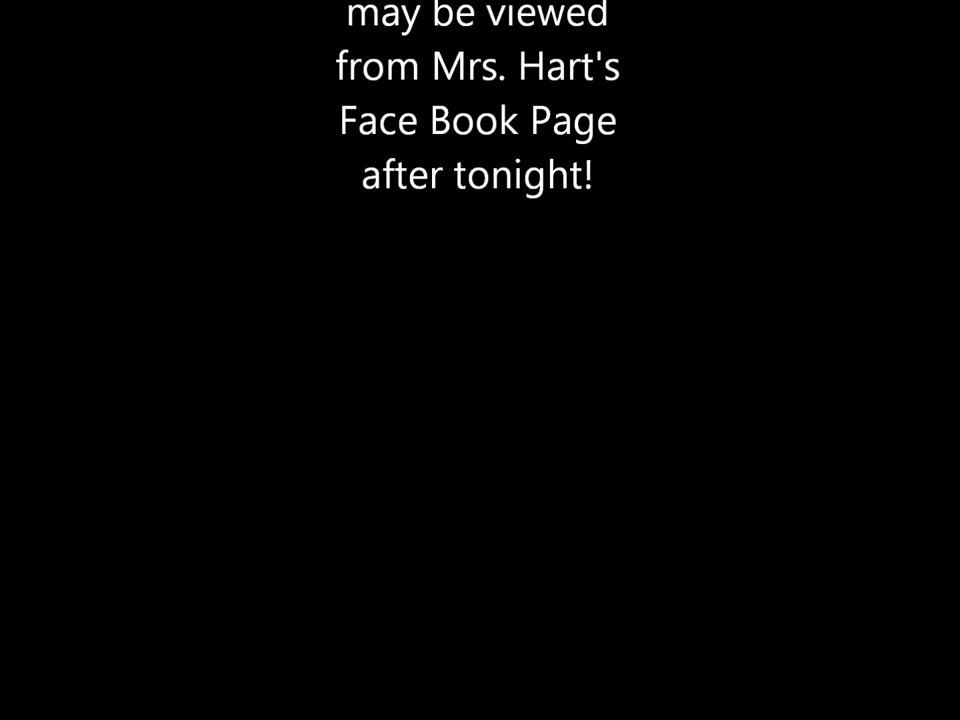 may be viewed
from Mrs. Hart's
Face Book Page
after tonight!